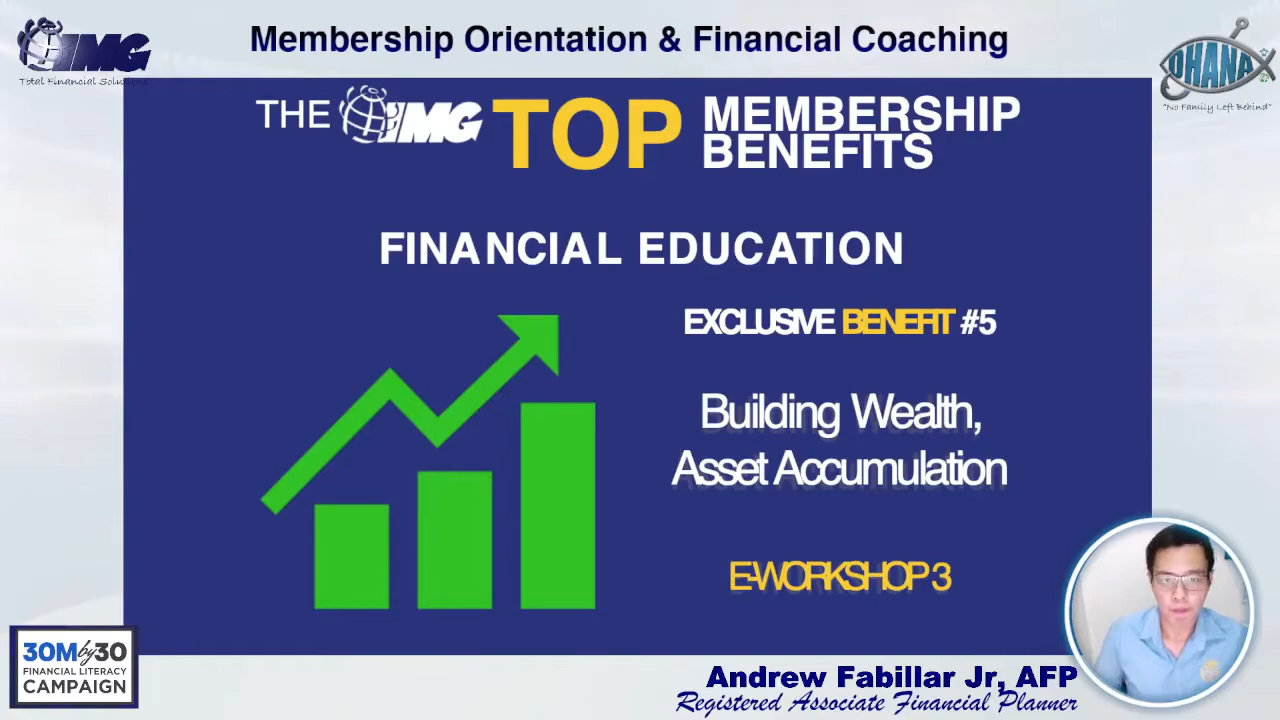 Membership Orientation & Financial Coaching
IMG
Total Financial Solutions
OHANA
"No Family Left Behind"
THE IMG TOP MEMBERSHIP
BENEFITS
FINANCIAL EDUCATION
EXCLUSIVE BENEFIT #5
Building Wealth,
Asset Accumulation
E-WORKSHOP 3
30M by 30
FINANCIAL LITERACY
CAMPAIGN
Andrew Fabillar Jr, AFP
Registered Associate Financial Planner